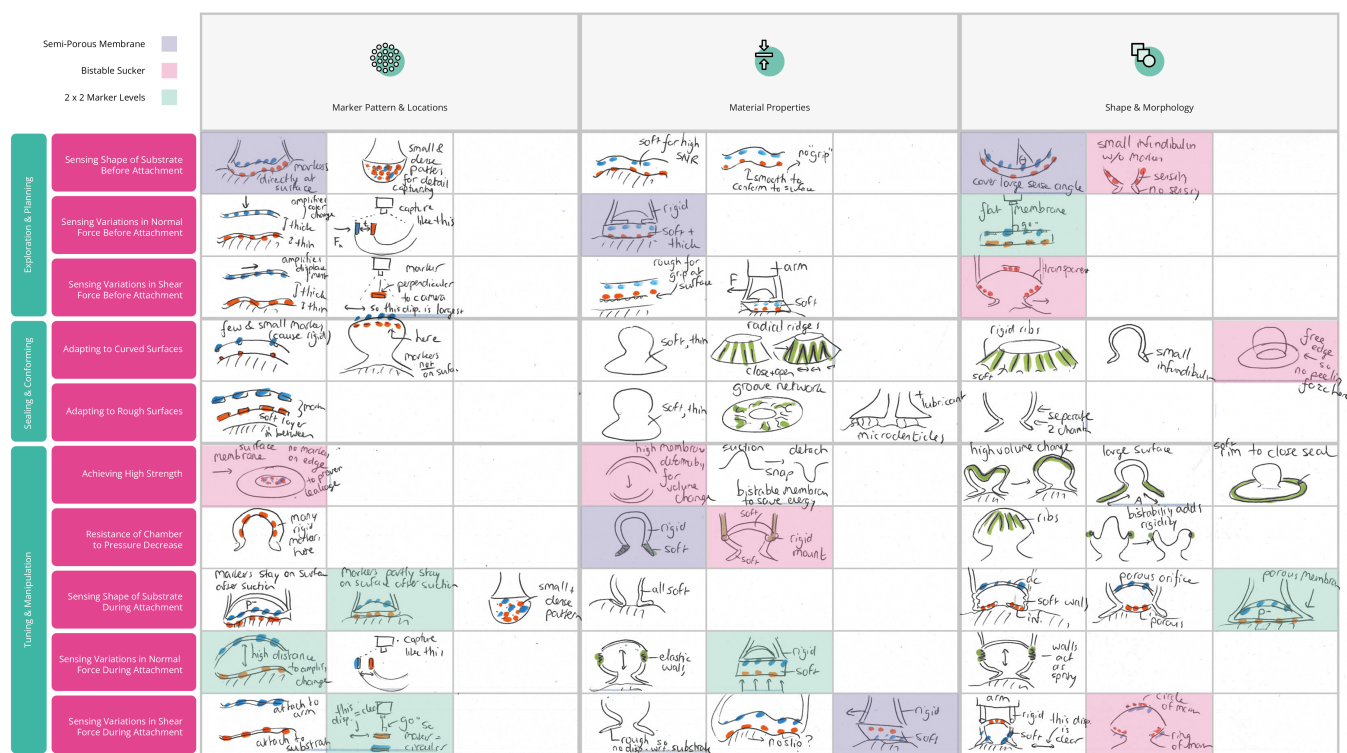 Semi-Porous Membrane
Bistable Sucker
2 x 2 Marker Levels
Marker Pattern & Locations
Material Properties
Shape & Morphology
Exploration & Planning
Sensing Shape of Substrate
Before Attachment
markers
directly at
surface
small &
dense
pattern
for detail
capturing
soft for high
SNR
no "grip"
smooth to
conform to surface
cover large sense angle
small infundibulum
w/o marker
sensing
no sensing
Sensing Variations in Normal
Force Before Attachment
amplifies
color change
thick
thin
Fn
capture
like this
rigid
soft +
thick
flat membrane
90°
Sensing Variations in Shear
Force Before Attachment
amplifies
displacement
thick
thin
marker
perpendicular
to camera
so this disp. is largest
rough for
grip at
surface
F
arm
soft
transparent
Sealing & Conforming
Adapting to Curved Surfaces
few & small marker
(cause rigid)
here
markers
not
on surface
soft, thin
radical ridges
close+open
rigid ribs
soft
small
infundibulum
free
edge
so
no peeling
force here
Adapting to Rough Surfaces
soft layer
in between
soft, thin
groove network
lubricant
microdenticles
separate
2 chambers
Tuning & Manipulation
Achieving High Strength
surface
membrane
no marker
on edge
to prevent
leakage
high membrane
deformability
for
volume
change
suction
detach
snap
bistable membrane
to save energy
high volume change
large surface
A
soft
rim to close seal
Resistance of Chamber
to Pressure Decrease
many
rigid
markers
here
rigid
soft
soft
rigid
mount
soft
ribs
bistability adds
rigidity
Sensing Shape of Substrate
During Attachment
Markers stay on surface
after suction
P-
Markers partly stay
on surface after suction
small +
dense
pattern
all soft
soft wall
porous orifice
porous
porous membrane
P-
Sensing Variations in Normal
Force During Attachment
high distance
to amplify
change
capture
like this
elastic
walls
rigid
soft
walls
act
as
spring
Sensing Variations in Shear
Force During Attachment
attach to
arm
attach to
substrate
this
disp.
90° so
marker =
circular
rough so
no disp. wrt substrate
no slip?
rigid
soft
arm
rigid
soft
this disp
clear
circle of
ring